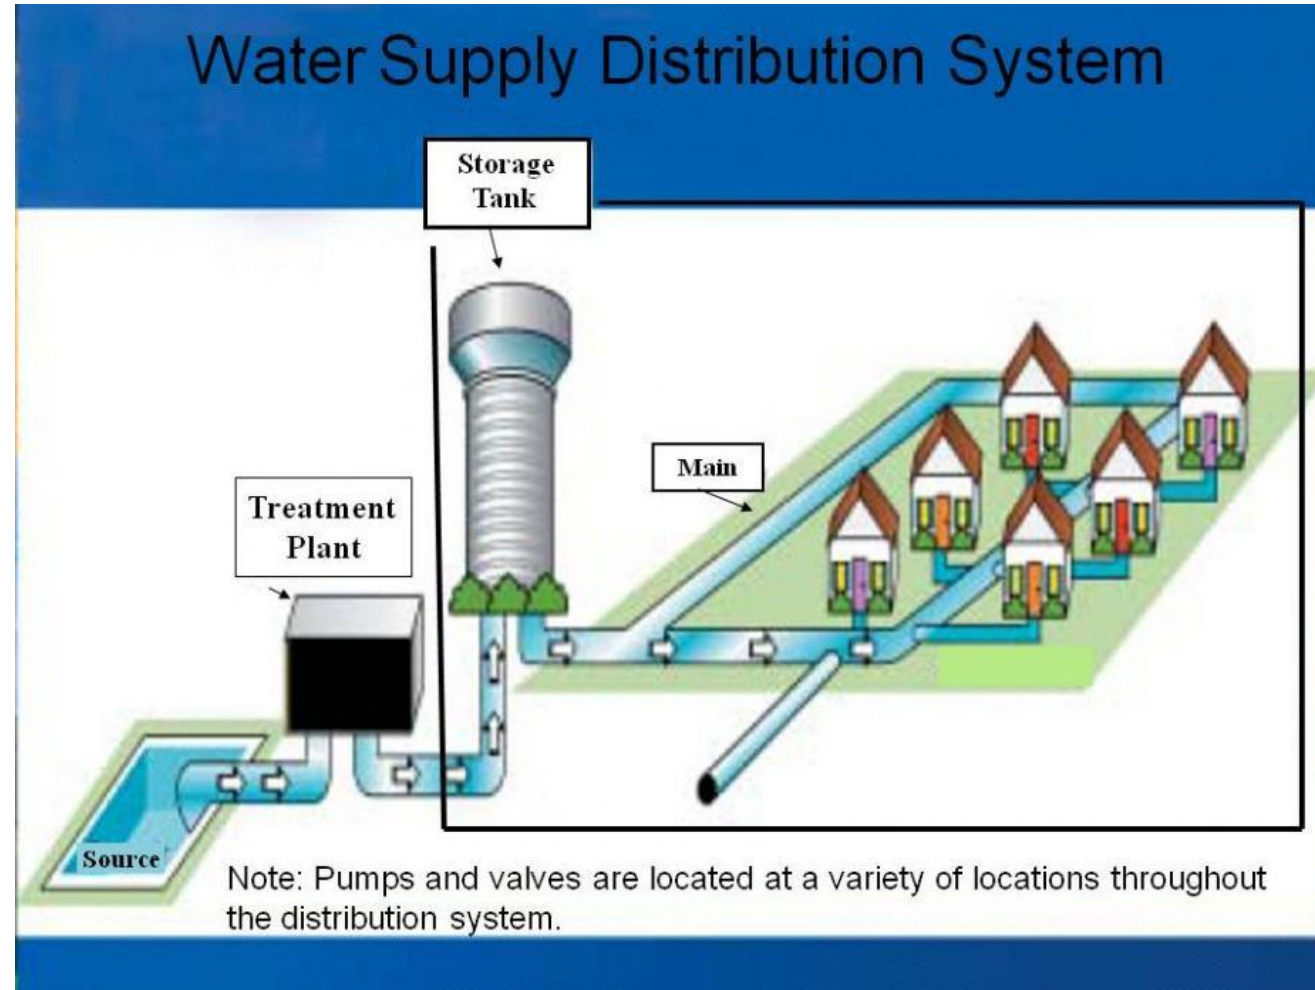 Water Supply Distribution System
Storage
Tank
Main
Treatment
Plant
Source
Note: Pumps and valves are located at a variety of locations throughout
the distribution system.